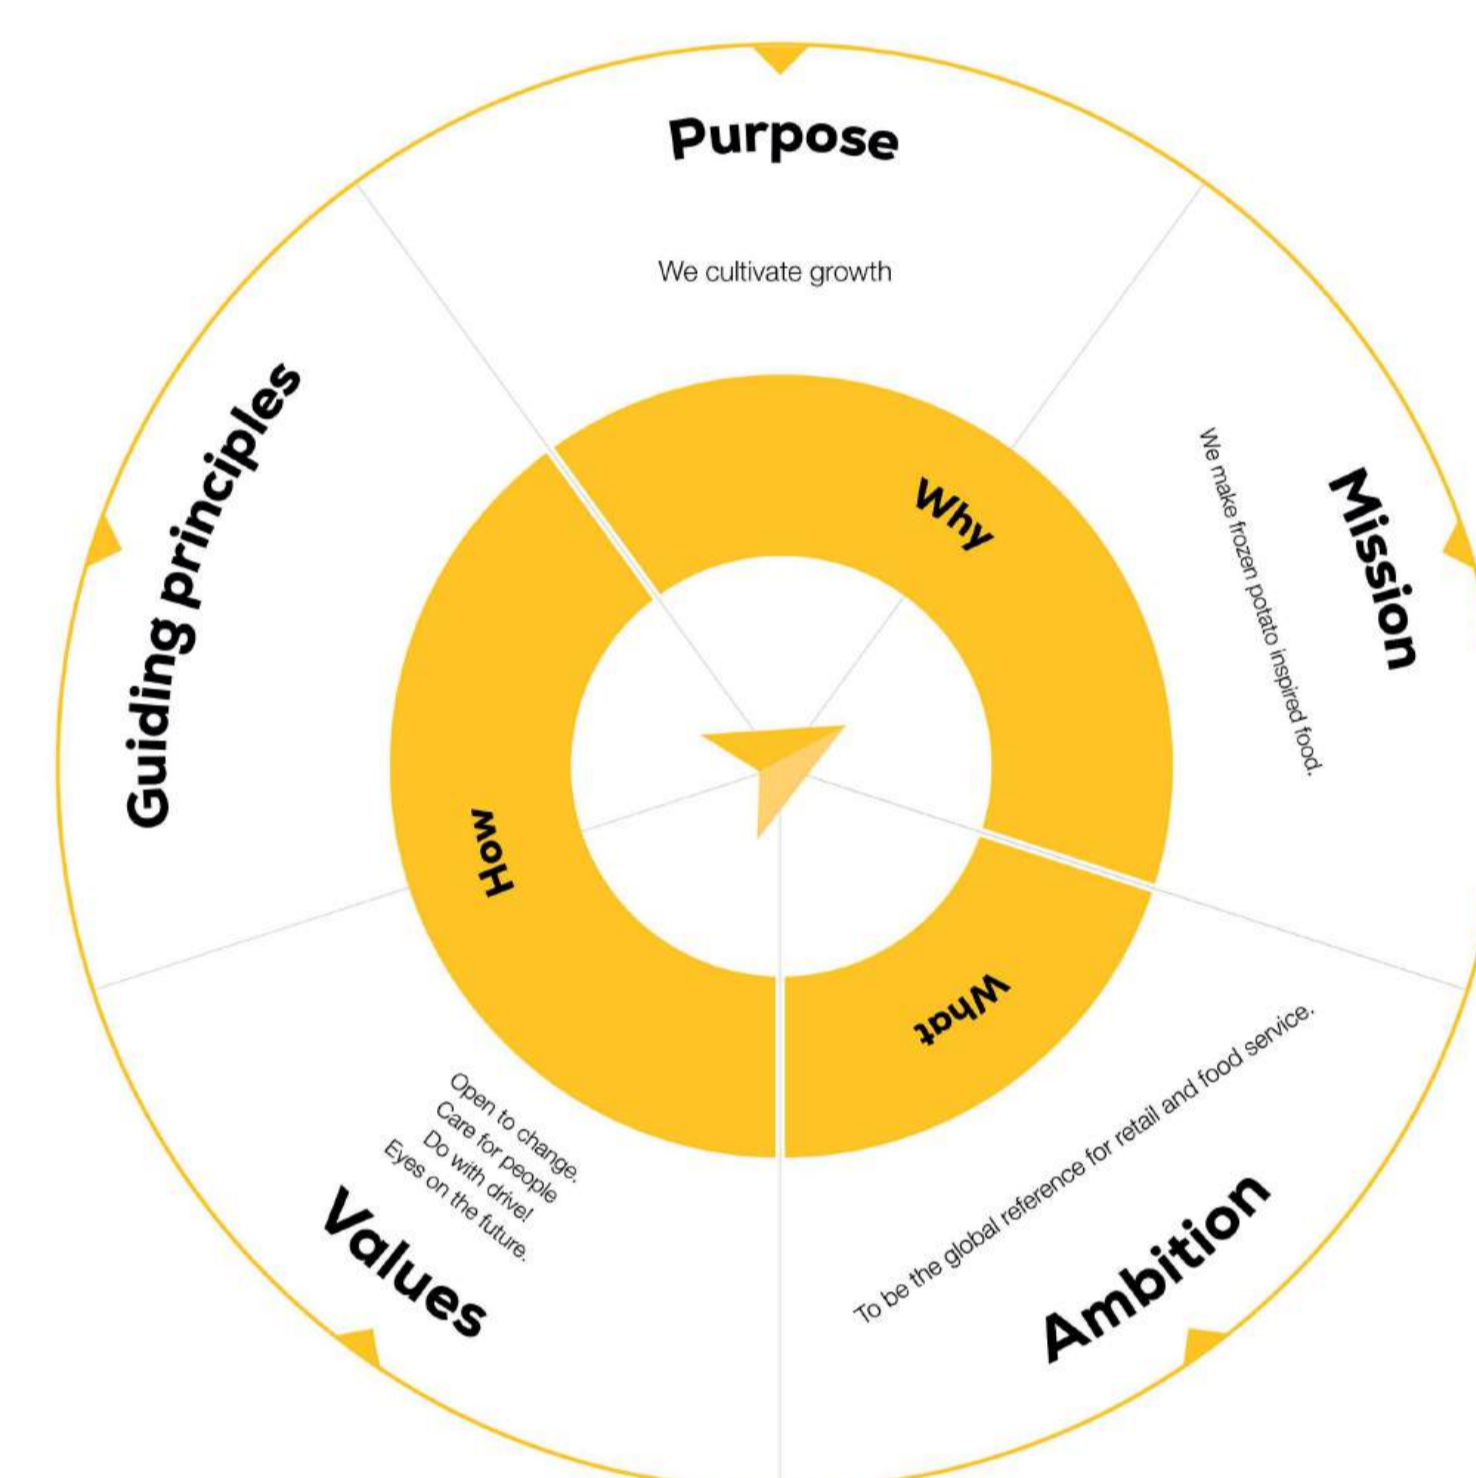 Purpose
We cultivate growth
Mission
We make frozen potato inspired food.
Why
Guiding principles
How
What
Values
Open to change.
Care for people
Do with drive!
Eyes on the future.
Ambition
To be the global reference for retail and food service.